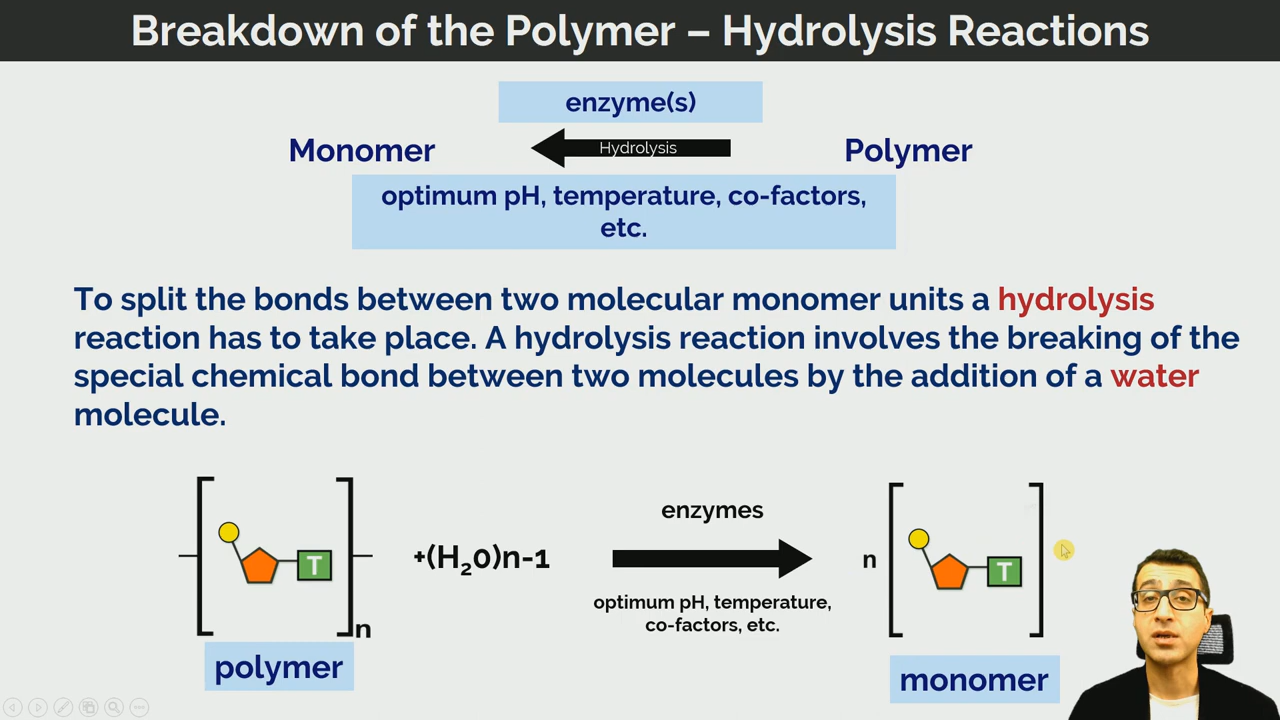 Breakdown of the Polymer – Hydrolysis Reactions
enzyme(s)
Monomer
Hydrolysis
Polymer
optimum pH, temperature, co-factors,
etc.
To split the bonds between two molecular monomer units a hydrolysis
reaction has to take place. A hydrolysis reaction involves the breaking of the
special chemical bond between two molecules by the addition of a water
molecule.
T
n
polymer
+(H₂0)n-1
enzymes
optimum pH, temperature,
co-factors, etc.
n
T
monomer